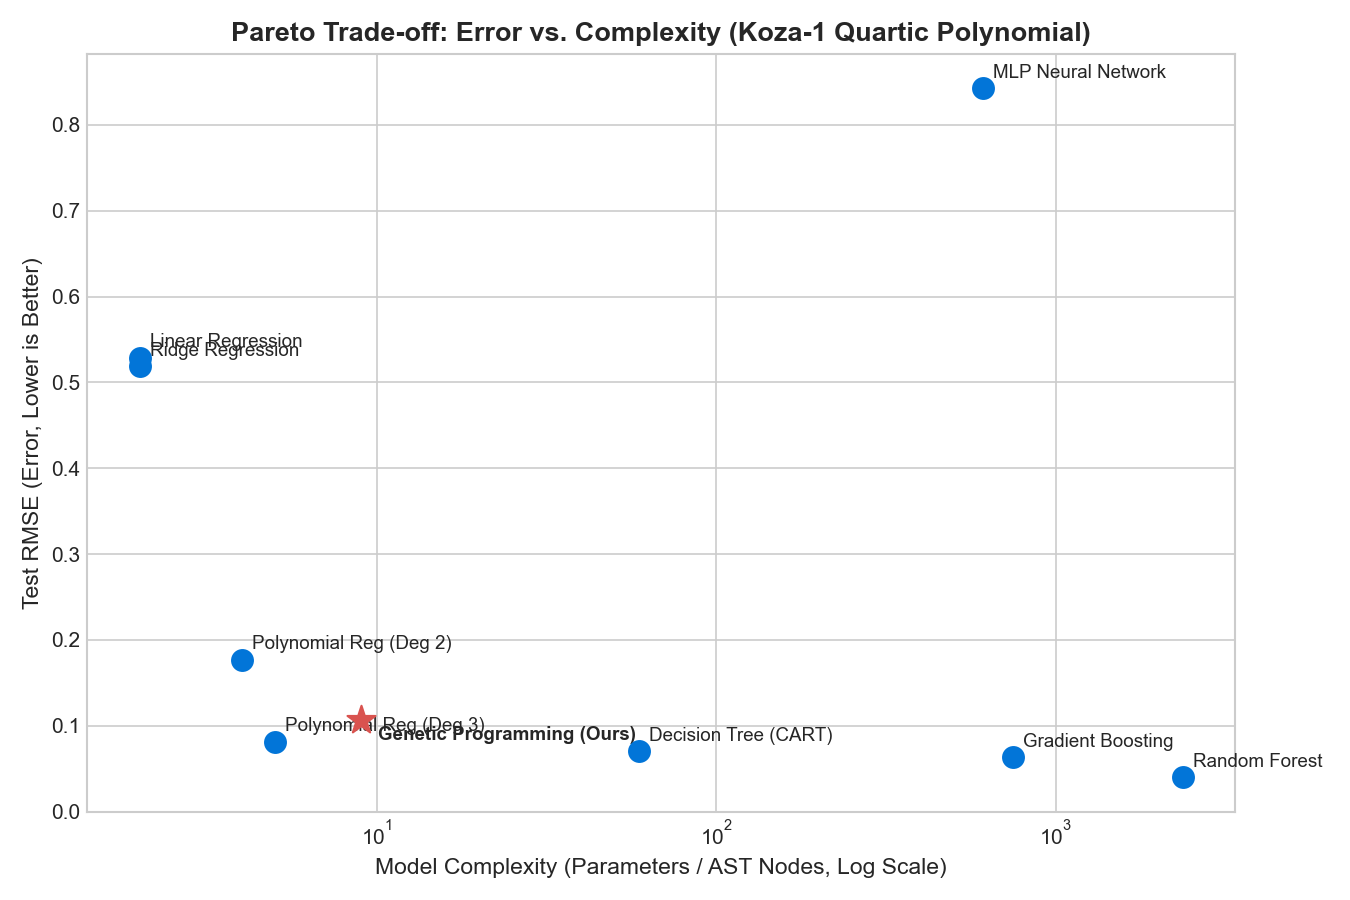 Pareto Trade-off: Error vs. Complexity (Koza-1 Quartic Polynomial)
MLP Neural Network
0.8
0.7
0.6
Linear Regression
Ridge Regression
0.5
0.4
0.3
0.2
Polynomial Reg (Deg 2)
0.1
Polynomial Reg (Deg 3)
Genetic Programming (Ours)
Decision Tree (CART)
Gradient Boosting
Random Forest
0.0
10^1
10^2
10^3
Model Complexity (Parameters / AST Nodes, Log Scale)
Test RMSE (Error, Lower is Better)